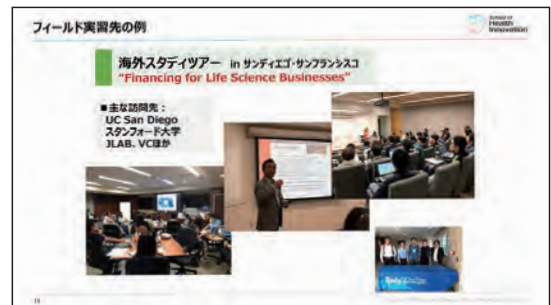 フィールド実習先の例
School of
Health
Innovation
海外スタディツアー in サンディエゴ・サンフランシスコ
"Financing for Life Science Businesses"
■主な訪問先：
UC San Diego
スタンフォード大学
JLAB、VCほか